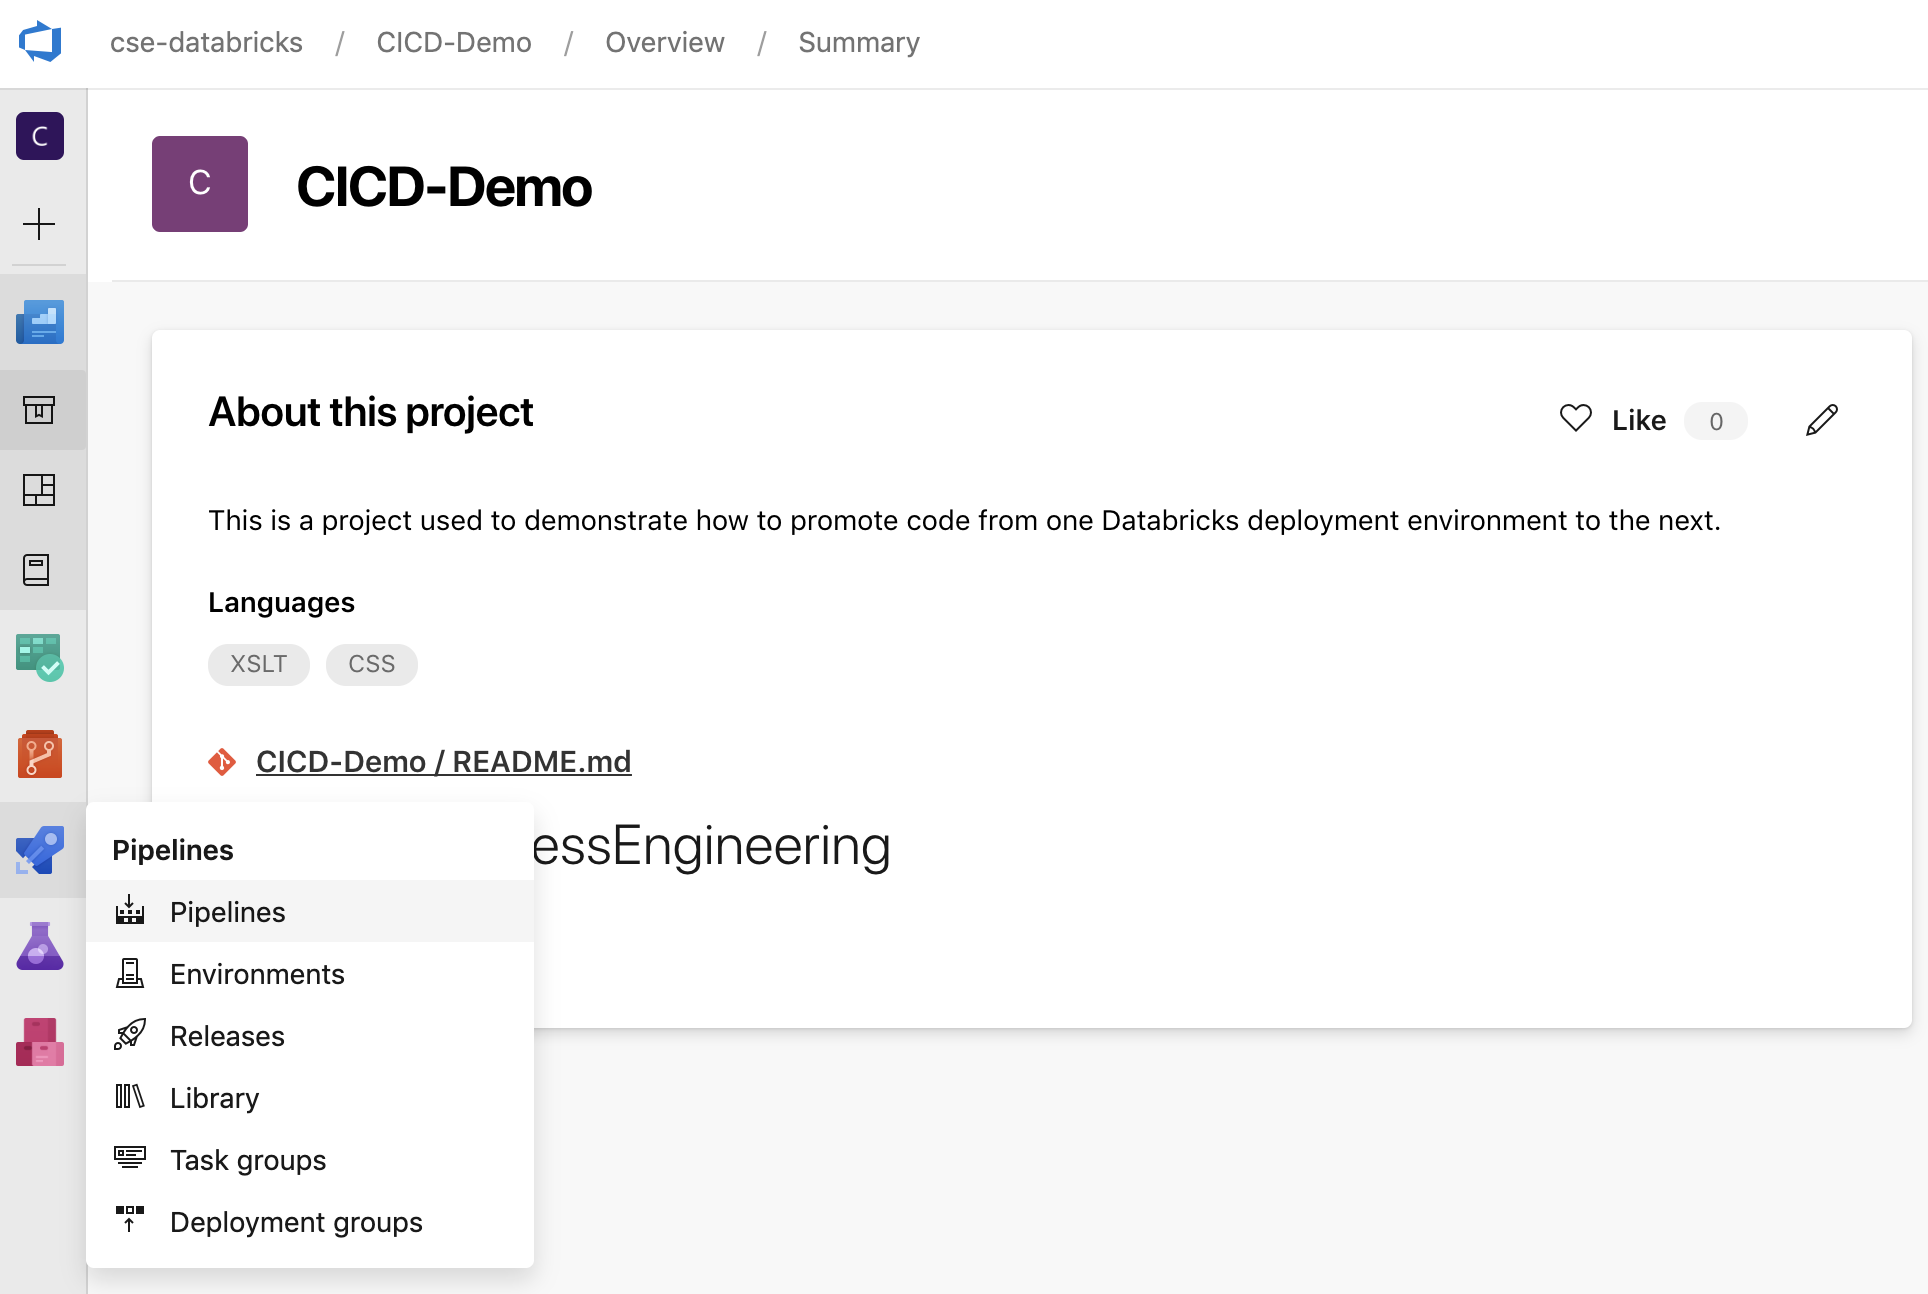 cse-databricks / CICD-Demo / Overview / Summary
C
C
CICD-Demo
About this project
Like 0
This is a project used to demonstrate how to promote code from one Databricks deployment environment to the next.
Languages
XSLT CSS
CICD-Demo / README.md
essEngineering
Pipelines
Pipelines
Environments
Releases
Library
Task groups
Deployment groups